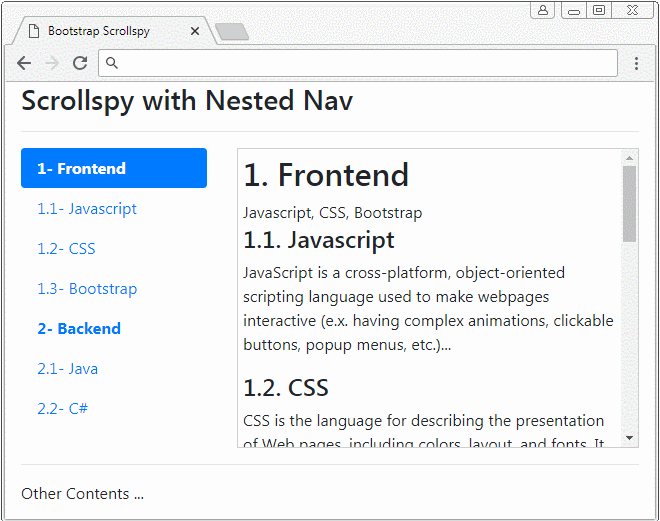 Bootstrap Scrollspy
Scrollspy with Nested Nav
1- Frontend
1.1- Javascript
1.2- CSS
1.3- Bootstrap
2- Backend
2.1- Java
2.2- C#
1. Frontend
Javascript, CSS, Bootstrap
1.1. Javascript
JavaScript is a cross-platform, object-oriented
scripting language used to make webpages
interactive (e.x. having complex animations, clickable
buttons, popup menus, etc.)...
1.2. CSS
CSS is the language for describing the presentation
of Web pages, including colors, layout, and fonts. It
Other Contents ...